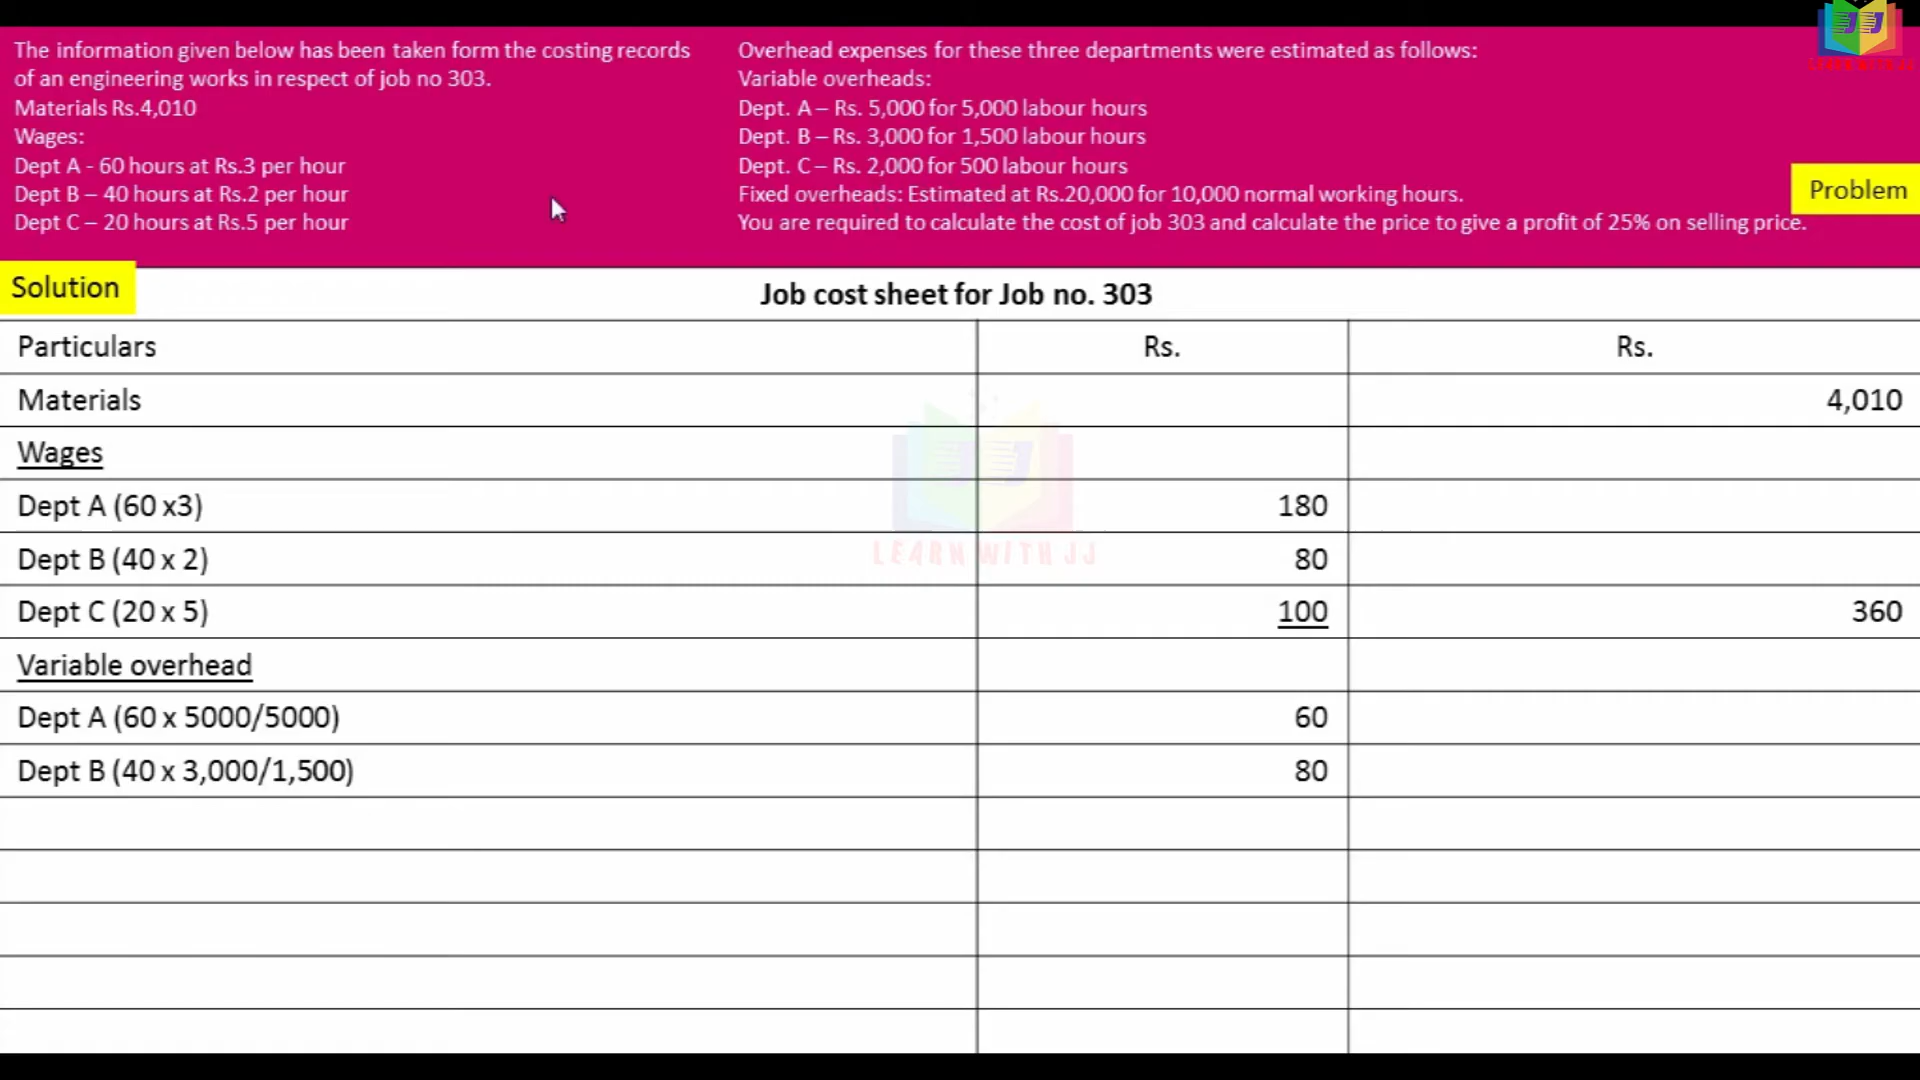 The information given below has been taken form the costing records
of an engineering works in respect of job no 303.
Materials Rs.4,010
Wages:
Dept A - 60 hours at Rs.3 per hour
Dept B – 40 hours at Rs.2 per hour
Dept C – 20 hours at Rs.5 per hour
Overhead expenses for these three departments were estimated as follows:
Variable overheads:
Dept. A – Rs. 5,000 for 5,000 labour hours
Dept. B – Rs. 3,000 for 1,500 labour hours
Dept. C – Rs. 2,000 for 500 labour hours
Fixed overheads: Estimated at Rs.20,000 for 10,000 normal working hours.
You are required to calculate the cost of job 303 and calculate the price to give a profit of 25% on selling price.
JJ
LEARN WITH JJ
Problem
Solution
Job cost sheet for Job no. 303
Particulars Rs. Rs.
Materials 4,010
Wages
Dept A (60 x3) 180
Dept B (40 x 2) 80
Dept C (20 x 5) 100 360
Variable overhead
Dept A (60 x 5000/5000) 60
Dept B (40 x 3,000/1,500) 80
JJ
LEARN WITH JJ